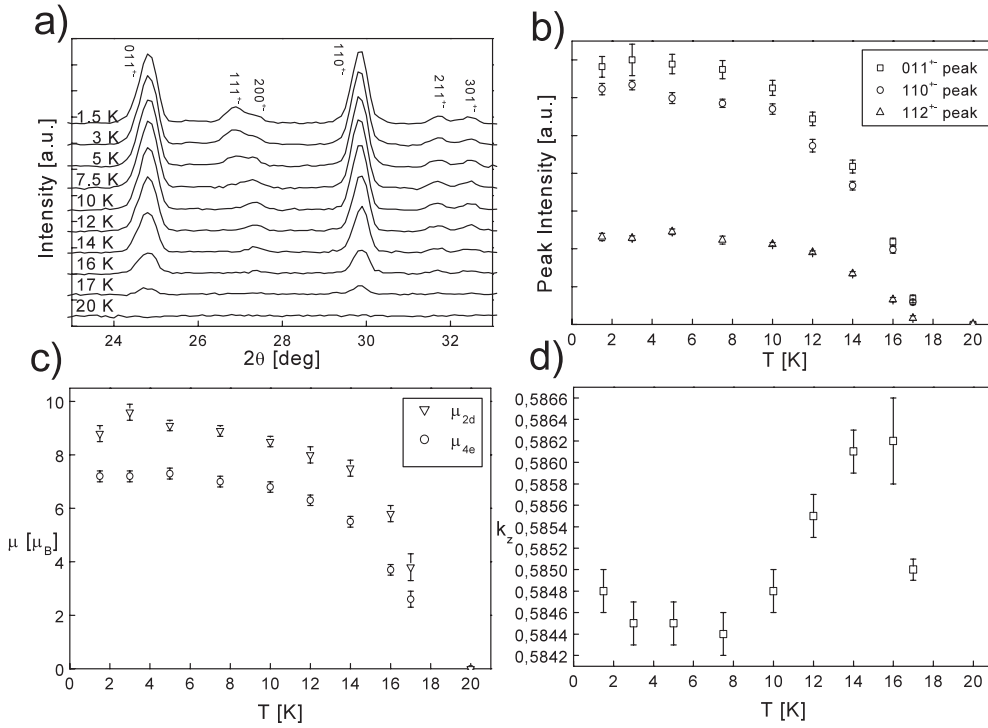 a)
Intensity [a.u.]
011⁺⁻
111⁺⁻
200⁺⁻
110⁺⁻
211⁺⁻
301⁺⁻
1.5 K
3 K
5 K
7.5 K
10 K
12 K
14 K
16 K
17 K
20 K
24 26 28 30 32
2θ [deg]
b)
Peak Intensity [a.u.]
011⁺⁻ peak
110⁺⁻ peak
112⁺⁻ peak
0 2 4 6 8 10 12 14 16 18 20
T [K]
c)
μ [μ_B]
10
8
6
4
2
0
μ_2d
μ_4e
0 2 4 6 8 10 12 14 16 18 20
T [K]
d)
k_z
0,5866
0,5864
0,5862
0,5860
0,5858
0,5856
0,5854
0,5852
0,5850
0,5848
0,5846
0,5844
0,5842
0 2 4 6 8 10 12 14 16 18 20
T [K]